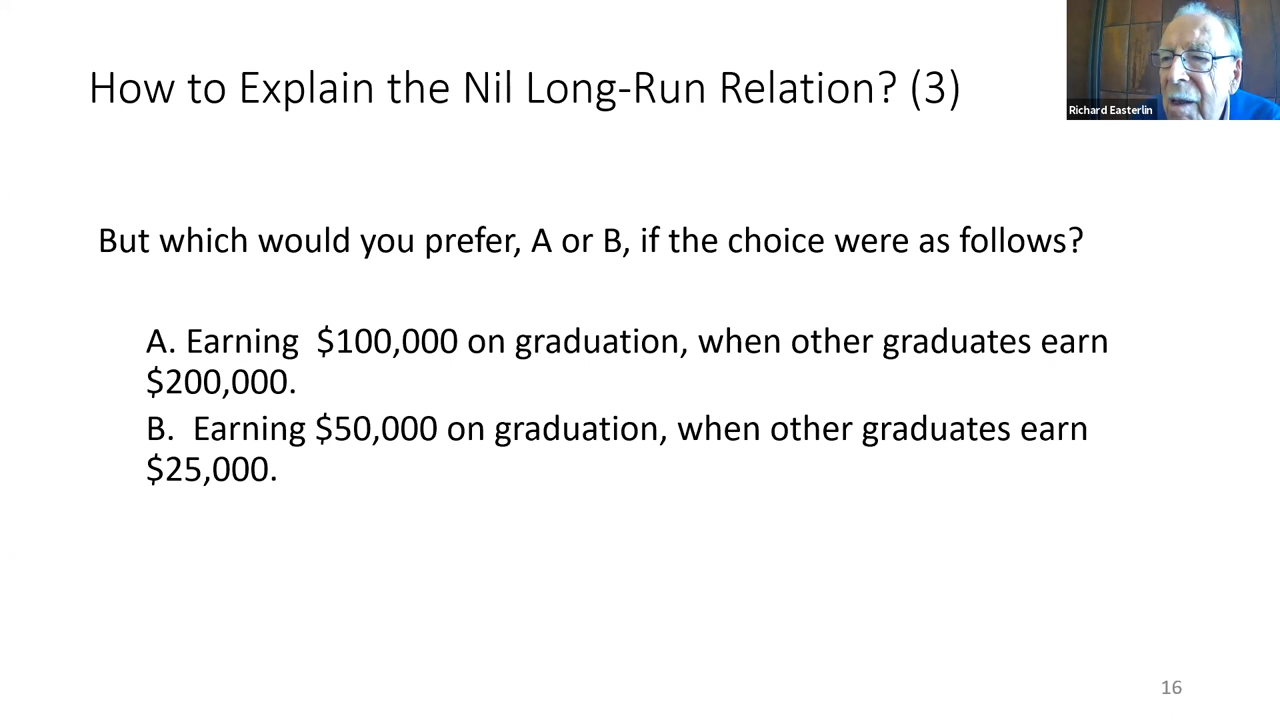 How to Explain the Nil Long-Run Relation? (3)
Richard Easterlin
But which would you prefer, A or B, if the choice were as follows?
A. Earning  $100,000 on graduation, when other graduates earn
$200,000.
B.  Earning $50,000 on graduation, when other graduates earn
$25,000.
16